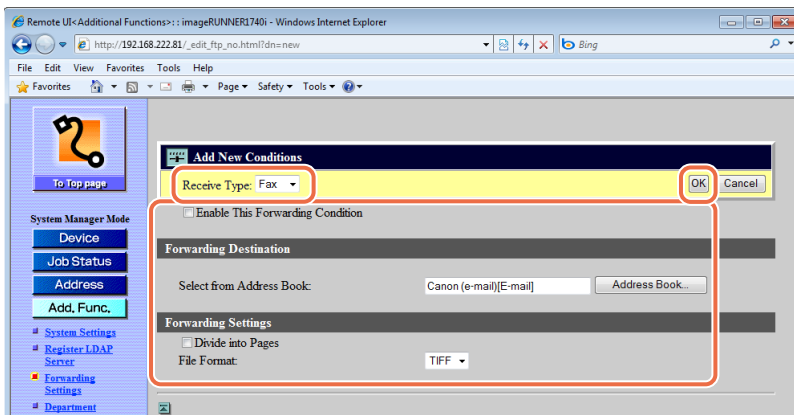 Remote UI<Additional Functions>: : imageRUNNER1740i - Windows Internet Explorer
http://192.168.222.81/_edit_ftp_no.html?dn=new
Bing
File Edit View Favorites Tools Help
Favorites Page Safety Tools
To Top page
System Manager Mode
Device
Job Status
Address
Add. Func.
System Settings
Register LDAP
Server
Forwarding
Settings
Department
Add New Conditions
Receive Type: Fax OK Cancel
Enable This Forwarding Condition
Forwarding Destination
Select from Address Book: Canon (e-mail)[E-mail] Address Book...
Forwarding Settings
Divide into Pages
File Format: TIFF